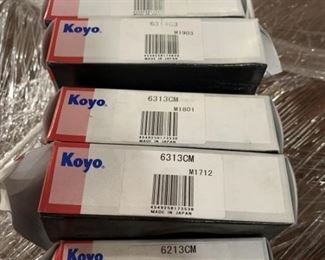 Koyo.
M1903
MADE IN JAPAN
Koyo.
6313CM
M1801
MADE IN JAPAN
Koyo.
6313CM
M1712
4549250173550
MADE IN JAPAN
Koyo.
6213CM